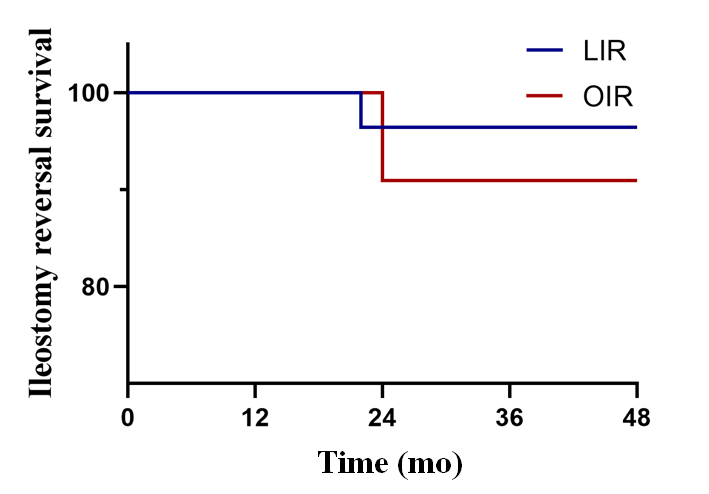 Ileostomy reversal survival
LIR
OIR
100
80
0 12 24 36 48
Time (mo)